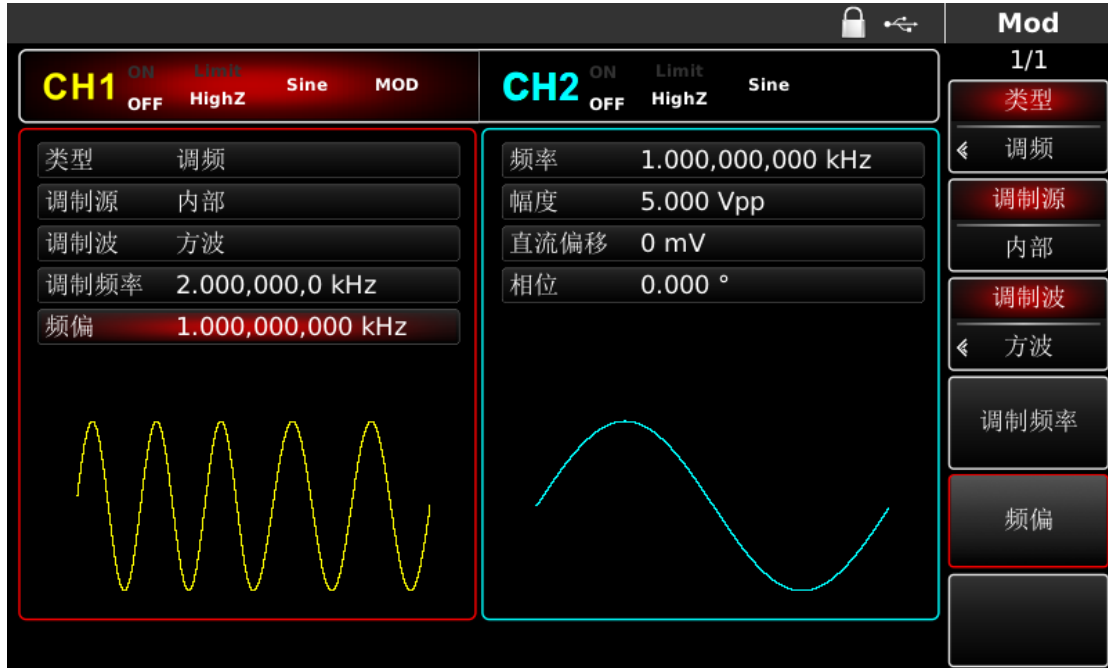 Mod
1/1
CH1 ON OFF Limit HighZ Sine MOD
CH2 ON OFF Limit HighZ Sine
类型 调频
调制源 内部
调制波 方波
调制频率 2.000,000,0 kHz
频偏 1.000,000,000 kHz
频率 1.000,000,000 kHz
幅度 5.000 Vpp
直流偏移 0 mV
相位 0.000 °
类型
调频
调制源
内部
调制波
方波
调制频率
频偏